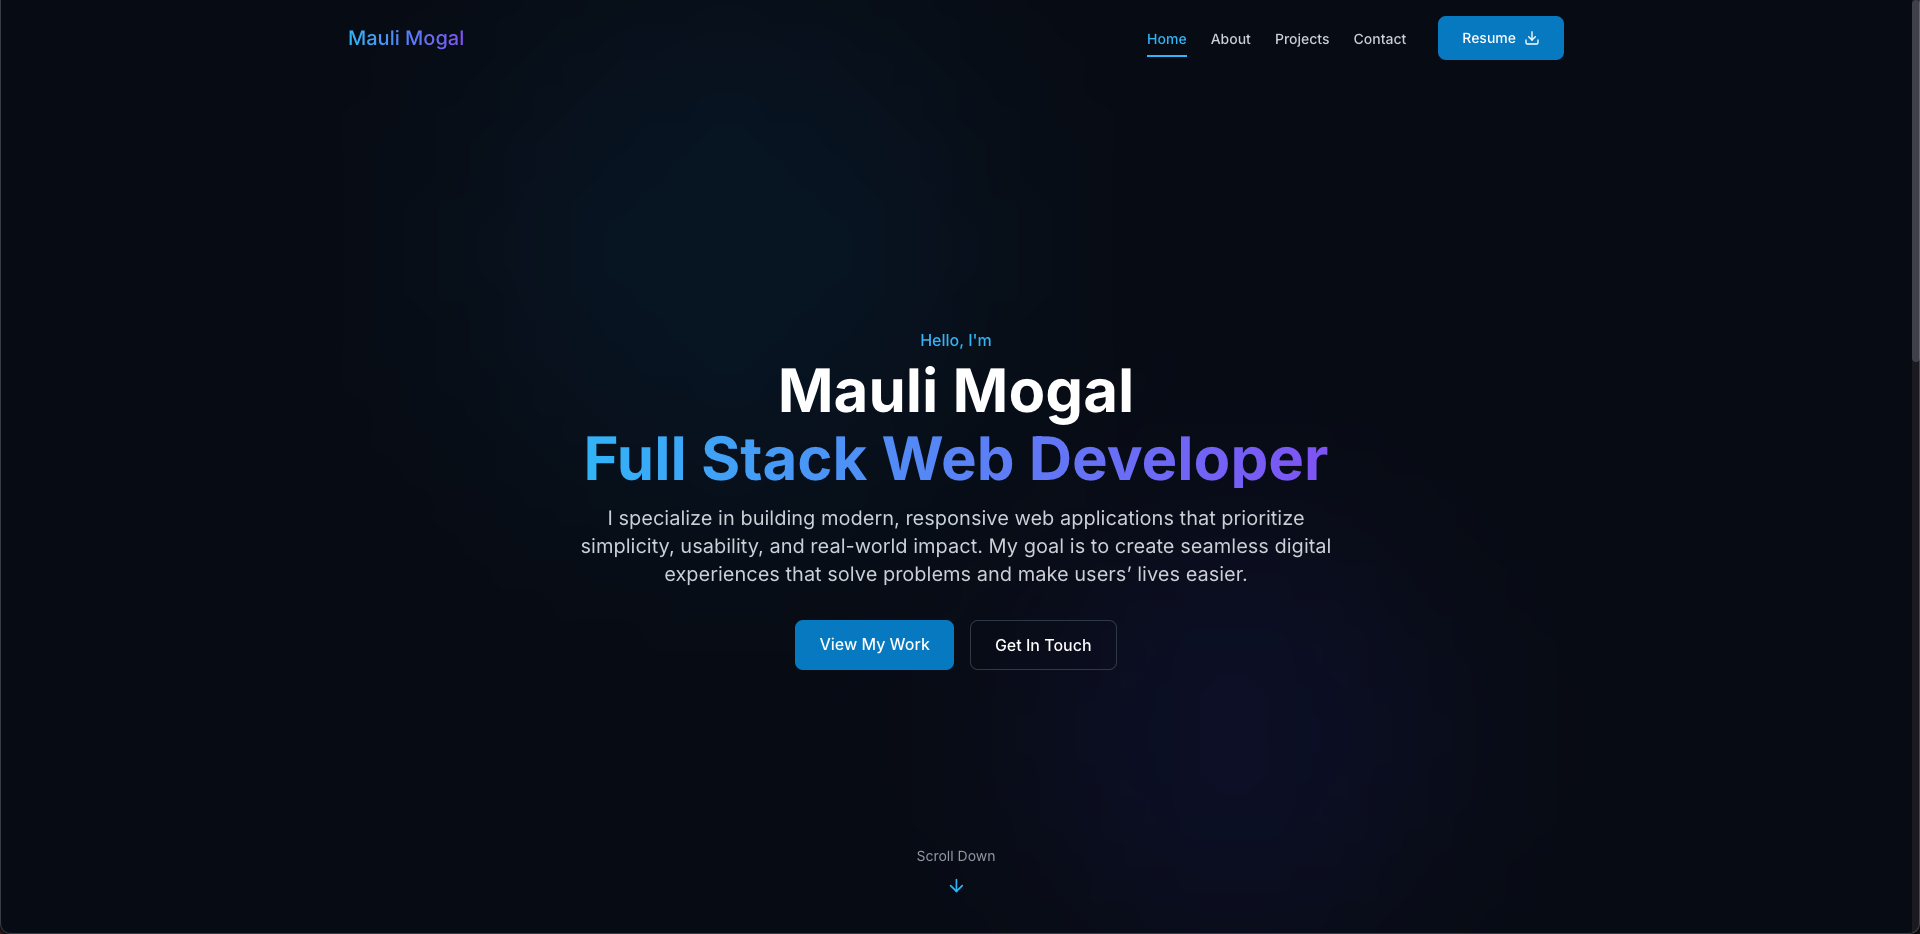 Mauli Mogal
Home About Projects Contact Resume
Hello, I'm
Mauli Mogal
Full Stack Web Developer
I specialize in building modern, responsive web applications that prioritize
simplicity, usability, and real-world impact. My goal is to create seamless digital
experiences that solve problems and make users’ lives easier.
View My Work Get In Touch
Scroll Down